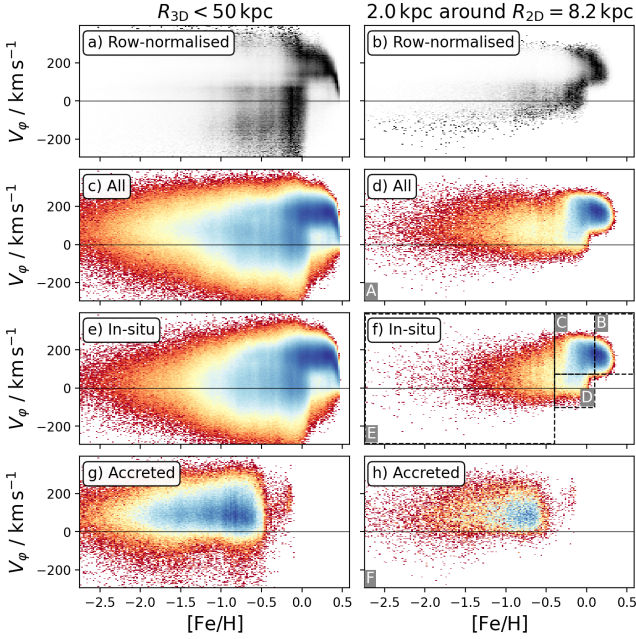 R3D < 50 kpc
2.0 kpc around R2D = 8.2 kpc
a) Row-normalised
b) Row-normalised
Vφ / km s−1
200
0
−200
c) All
d) All
A
Vφ / km s−1
200
0
−200
e) In-situ
f) In-situ
C
B
D
E
Vφ / km s−1
200
0
−200
g) Accreted
h) Accreted
F
Vφ / km s−1
200
0
−200
−2.5 −2.0 −1.5 −1.0 −0.5 0.0 0.5
−2.5 −2.0 −1.5 −1.0 −0.5 0.0 0.5
[Fe/H]
[Fe/H]